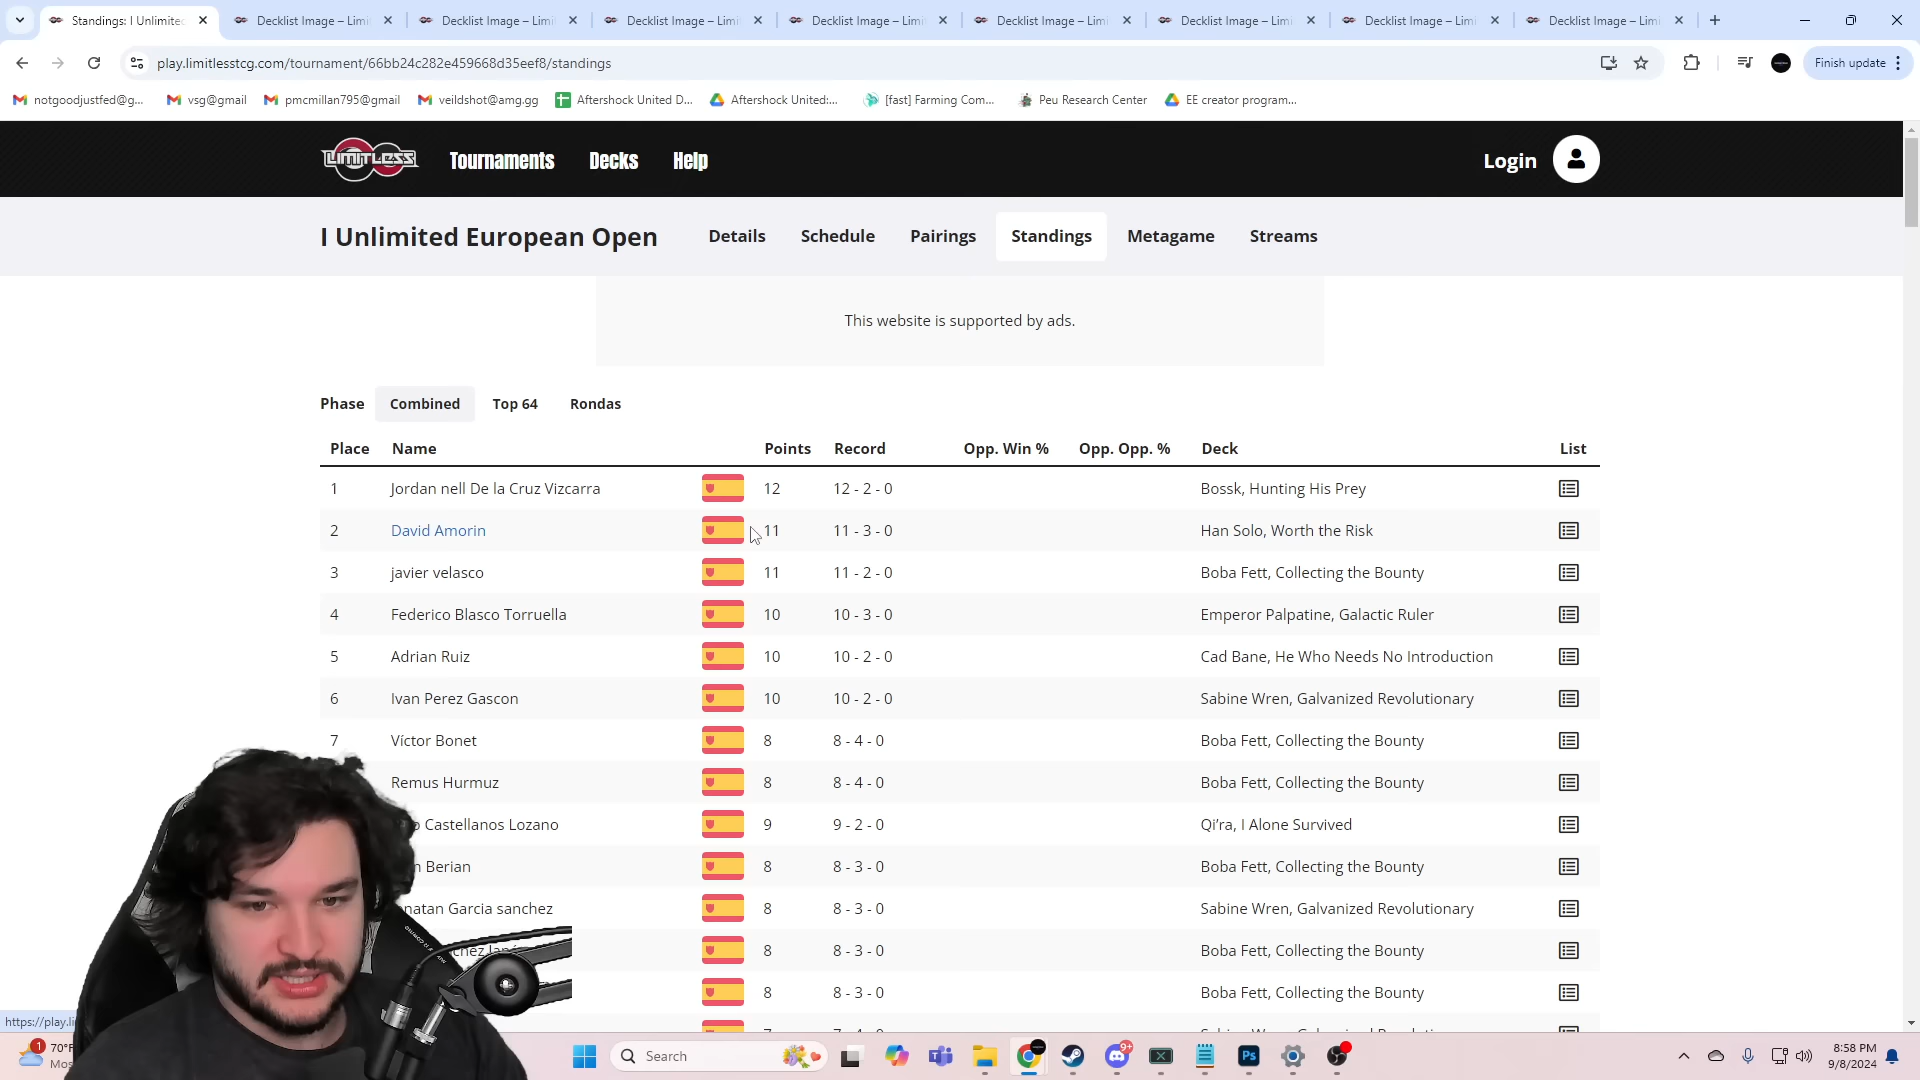 Standings: I Unlimited
Decklist Image – Limi
Decklist Image – Limi
Decklist Image – Limi
Decklist Image – Limi
Decklist Image – Limi
Decklist Image – Limi
Decklist Image – Limi
Decklist Image – Limi
play.limitlesstcg.com/tournament/66bb24c282e459668d35eef8/standings
Finish update
notgoodjustfed@g...
vsg@gmail
pmcmillan795@gmail
veildshot@amg.gg
Aftershock United D...
Aftershock United:...
[fast] Farming Com...
Peu Research Center
EE creator program...
LIMITLESS
Tournaments
Decks
Help
Login
I Unlimited European Open
Details
Schedule
Pairings
Standings
Metagame
Streams
This website is supported by ads.
Phase Combined Top 64 Rondas
Place Name Points Record Opp. Win % Opp. Opp. % Deck List
1 Jordan nell De la Cruz Vizcarra 12 12 - 2 - 0 Bossk, Hunting His Prey
2 David Amorin 11 11 - 3 - 0 Han Solo, Worth the Risk
3 javier velasco 11 11 - 2 - 0 Boba Fett, Collecting the Bounty
4 Federico Blasco Torruella 10 10 - 3 - 0 Emperor Palpatine, Galactic Ruler
5 Adrian Ruiz 10 10 - 2 - 0 Cad Bane, He Who Needs No Introduction
6 Ivan Perez Gascon 10 10 - 2 - 0 Sabine Wren, Galvanized Revolutionary
7 Víctor Bonet 8 8 - 4 - 0 Boba Fett, Collecting the Bounty
Remus Hurmuz 8 8 - 4 - 0 Boba Fett, Collecting the Bounty
Castellanos Lozano 9 9 - 2 - 0 Qi’ra, I Alone Survived
Berian 8 8 - 3 - 0 Boba Fett, Collecting the Bounty
Garcia sanchez 8 8 - 3 - 0 Sabine Wren, Galvanized Revolutionary
8 8 - 3 - 0 Boba Fett, Collecting the Bounty
8 8 - 3 - 0 Boba Fett, Collecting the Bounty
https://play.li
1
70°F
Search
9+
Ps
8:58 PM
9/8/2024